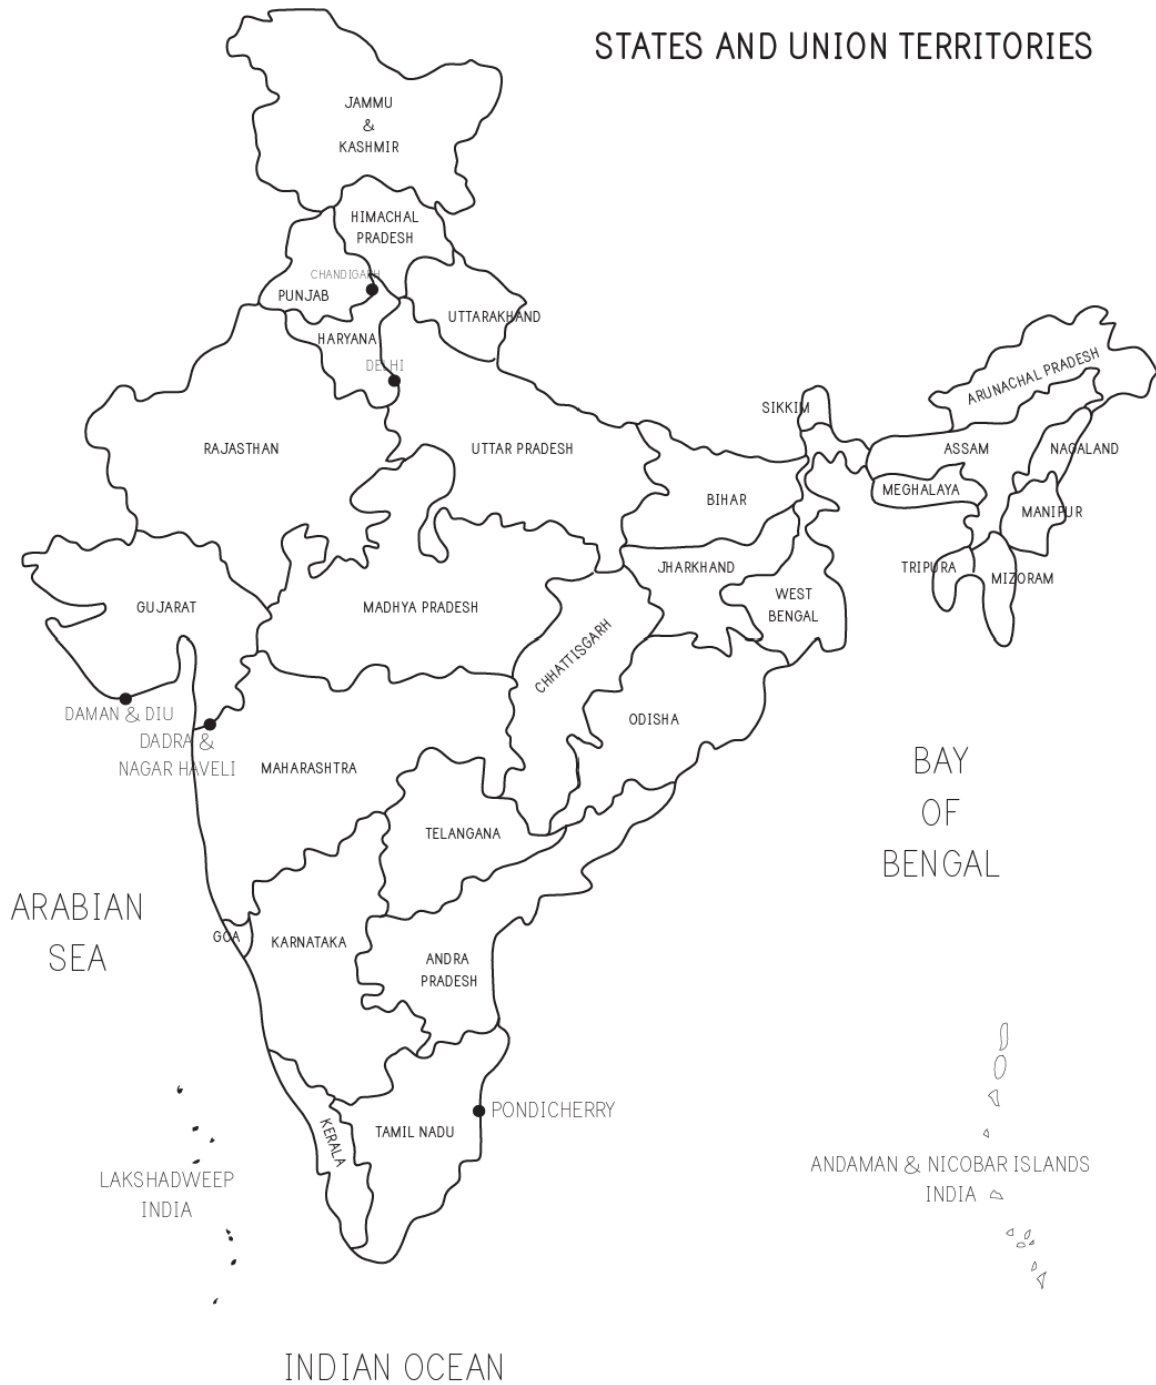 STATES AND UNION TERRITORIES
JAMMU
&
KASHMIR
HIMACHAL
PRADESH
CHANDIGARH
PUNJAB
UTTARAKHAND
HARYANA
DELHI
ARUNACHAL PRADESH
SIKKIM
RAJASTHAN
UTTAR PRADESH
ASSAM
NAGALAND
MEGHALAYA
BIHAR
MANIPUR
JHARKHAND
TRIPURA
MIZORAM
GUJARAT
MADHYA PRADESH
WEST
BENGAL
CHHATTISGARH
DAMAN & DIU
ODISHA
DADRA &
NAGAR HAVELI
MAHARASHTRA
BAY
OF
BENGAL
TELANGANA
ARABIAN
SEA
GOA
KARNATAKA
ANDRA
PRADESH
PONDICHERRY
KERALA
TAMIL NADU
LAKSHADWEEP
INDIA
ANDAMAN & NICOBAR ISLANDS
INDIA
INDIAN OCEAN